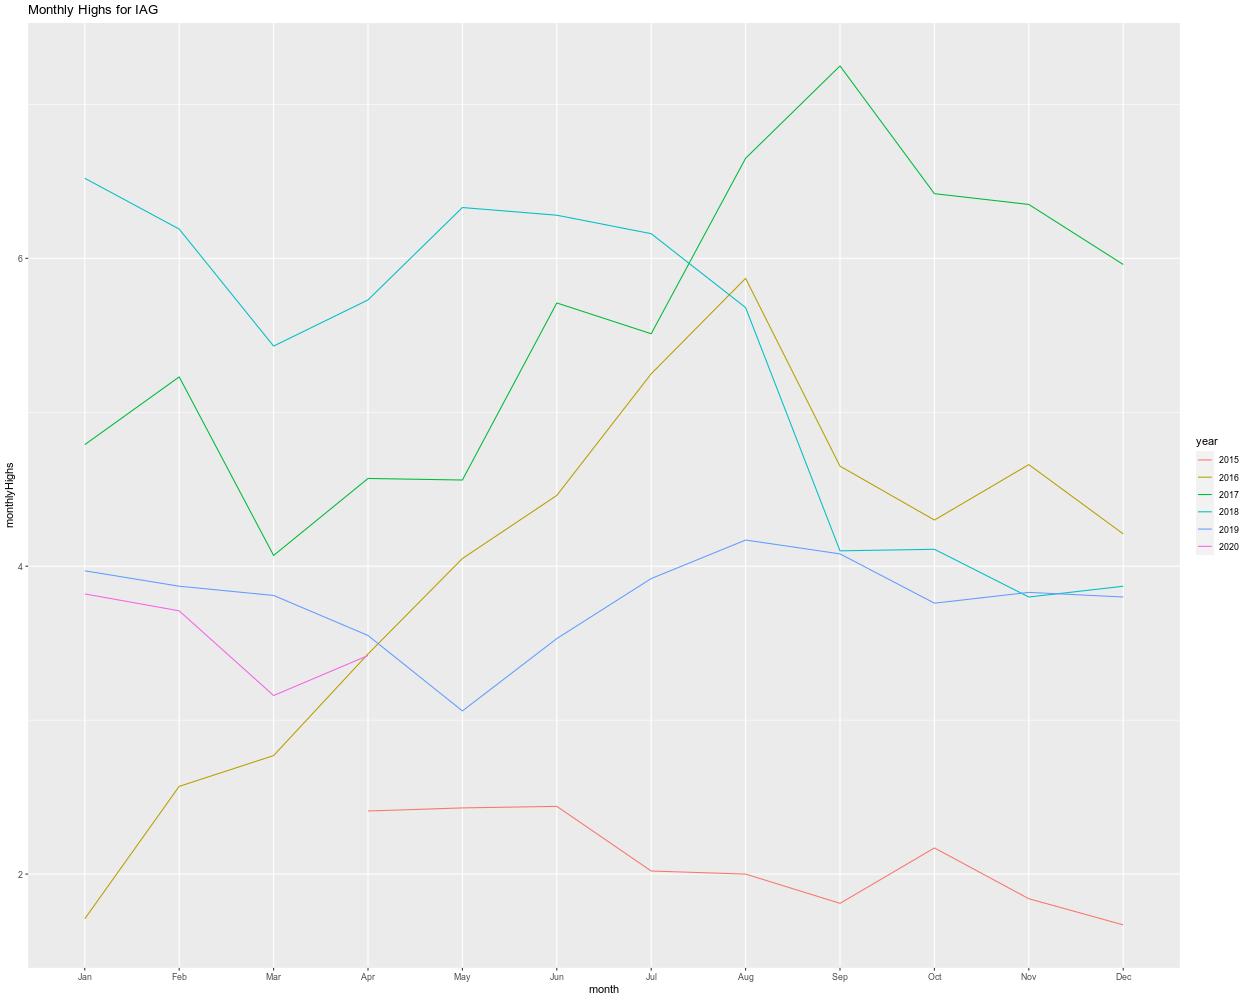 Monthly Highs for IAG
monthlyHighs
6
4
2
Jan Feb Mar Apr May Jun Jul Aug Sep Oct Nov Dec
month
year
2015
2016
2017
2018
2019
2020